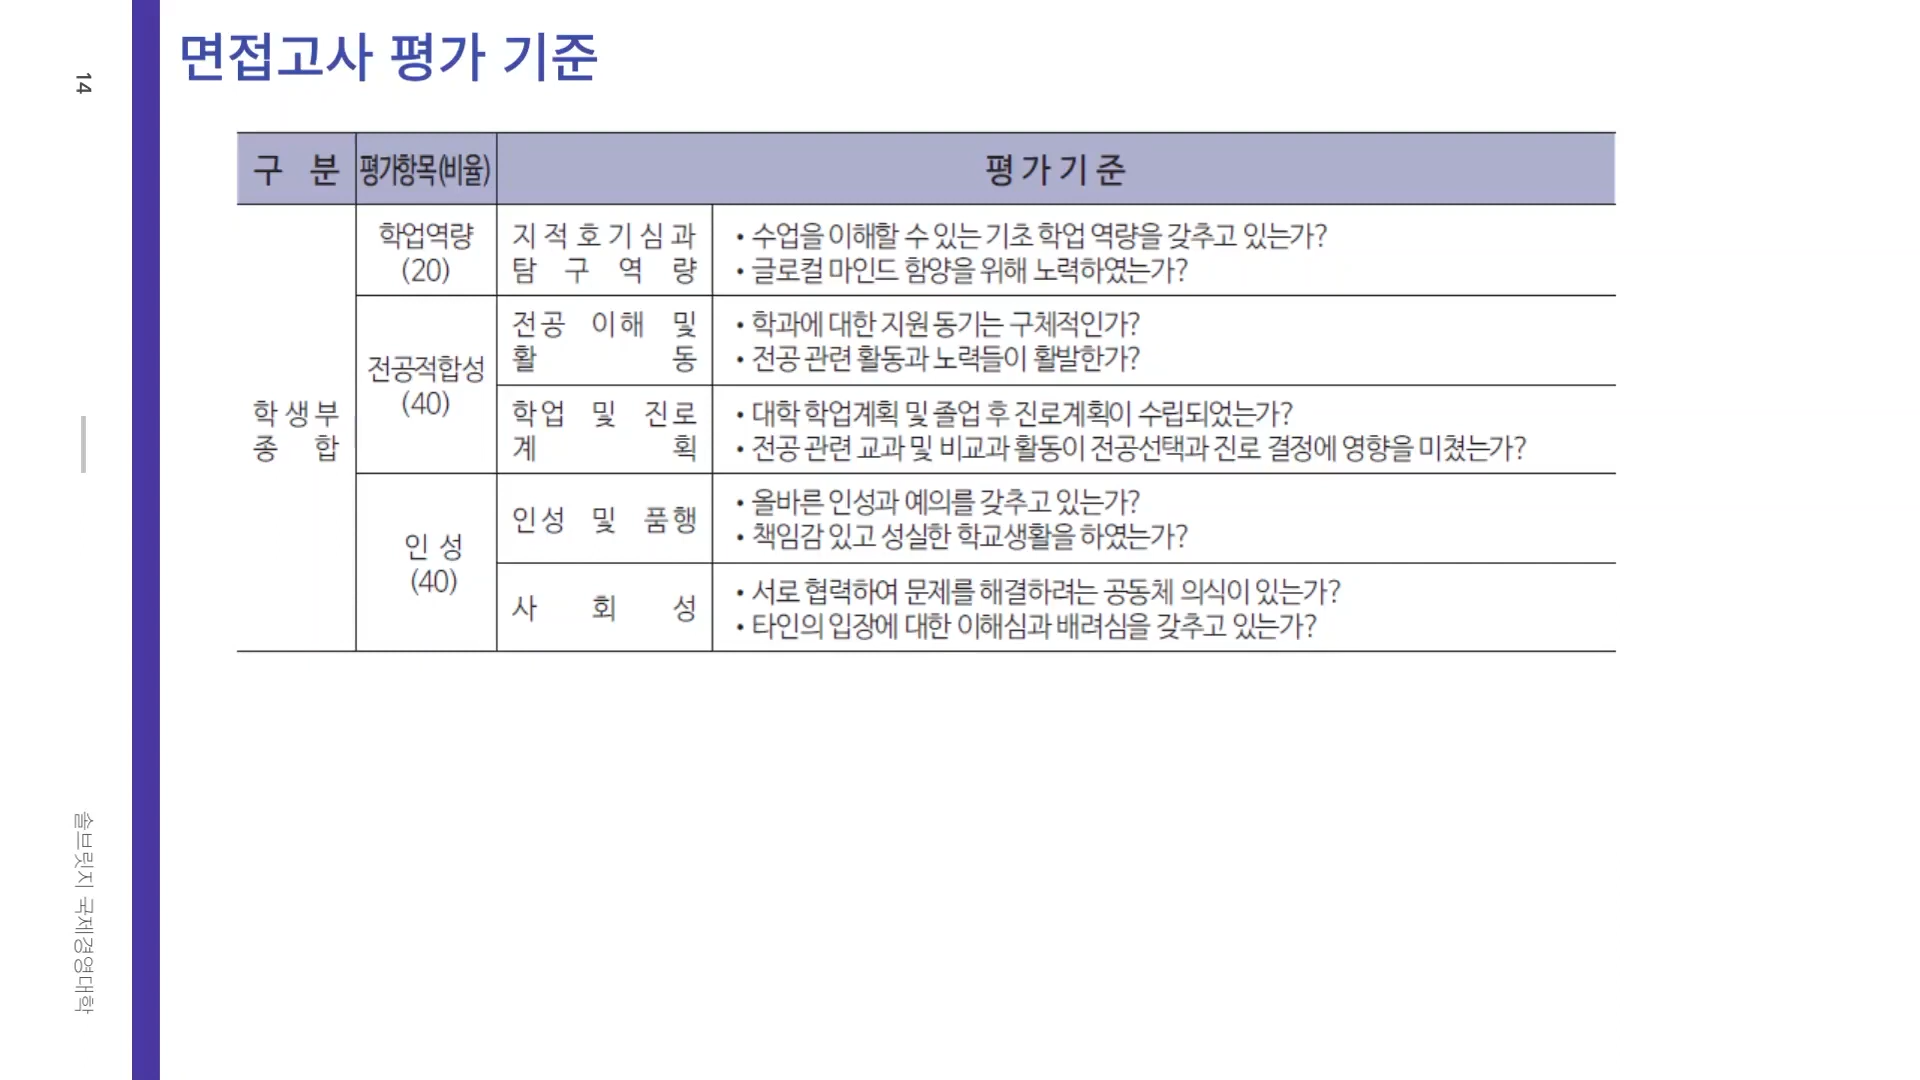 14
솔브릿지 국제경영대학
면접고사 평가 기준
구 분 평가항목(비율) 평 가 기 준
학 생 부
종 합
학업역량
(20)
지 적 호 기 심 과
탐 구 역 량
• 수업을 이해할 수 있는 기초 학업 역량을 갖추고 있는가?
• 글로컬 마인드 함양을 위해 노력하였는가?
전공적합성
(40)
전공 이해 및
활 동
• 학과에 대한 지원 동기는 구체적인가?
• 전공 관련 활동과 노력들이 활발한가?
학업 및 진로
계 획
• 대학 학업계획 및 졸업 후 진로계획이 수립되었는가?
• 전공 관련 교과 및 비교과 활동이 전공선택과 진로 결정에 영향을 미쳤는가?
인 성
(40)
인성 및 품행
• 올바른 인성과 예의를 갖추고 있는가?
• 책임감 있고 성실한 학교생활을 하였는가?
사 회 성
• 서로 협력하여 문제를 해결하려는 공동체 의식이 있는가?
• 타인의 입장에 대한 이해심과 배려심을 갖추고 있는가?